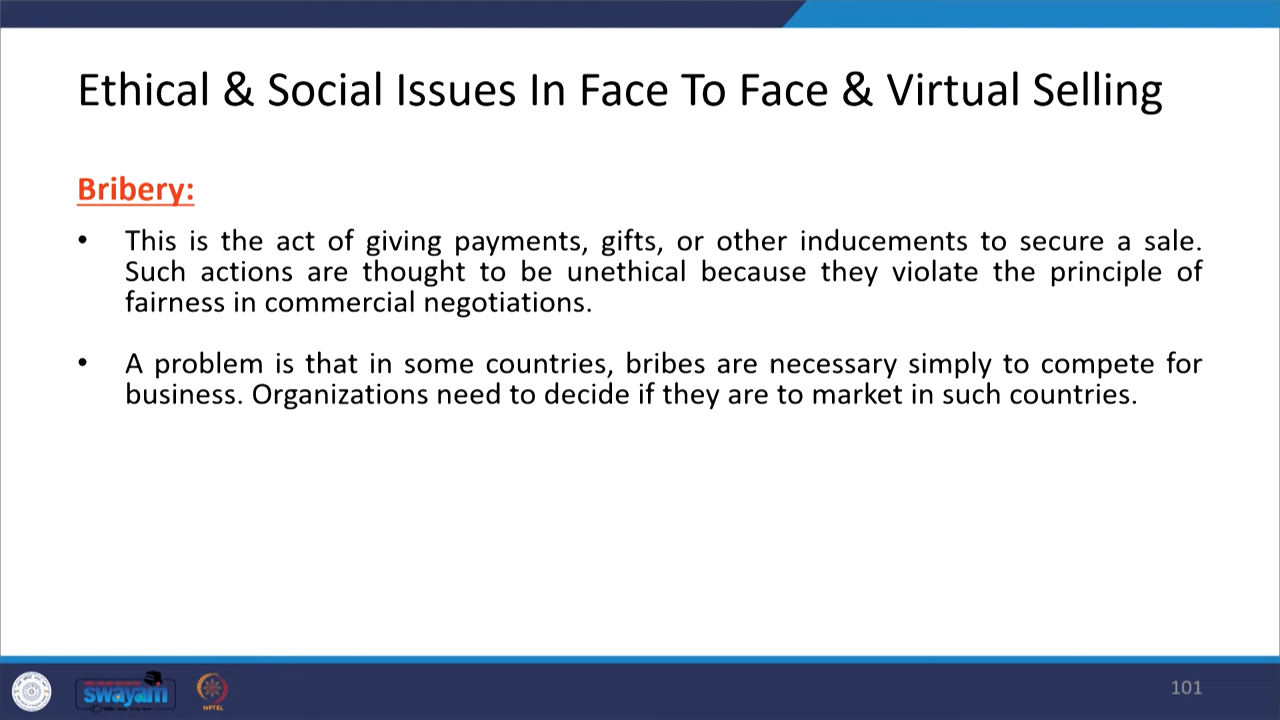 Ethical & Social Issues In Face To Face & Virtual Selling
Bribery:
• This is the act of giving payments, gifts, or other inducements to secure a sale.
Such actions are thought to be unethical because they violate the principle of
fairness in commercial negotiations.
• A problem is that in some countries, bribes are necessary simply to compete for
business. Organizations need to decide if they are to market in such countries.
swayam
NPTEL
101